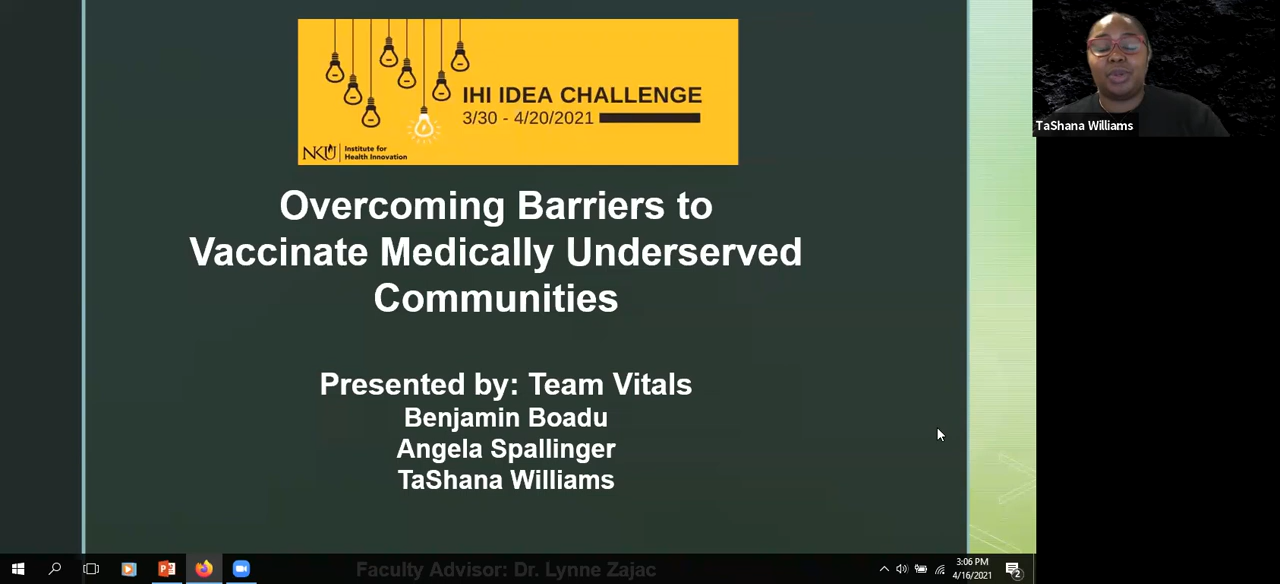 IHI IDEA CHALLENGE
3/30 - 4/20/2021
NKU Institute for
Health Innovation
Overcoming Barriers to
Vaccinate Medically Underserved
Communities
Presented by: Team Vitals
Benjamin Boadu
Angela Spallinger
TaShana Williams
Faculty Advisor: Dr. Lynne Zajac
TaShana Williams
3:06 PM
4/16/2021
2